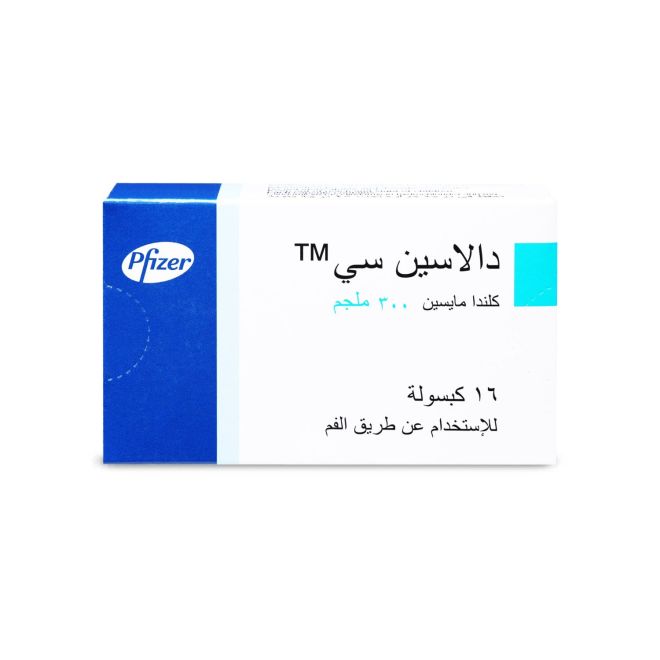 Pfizer
دالاسين سي™
كلندا مايسين ٣٠٠ ملجم
١٦ كبسولة
للإستخدام عن طريق الفم